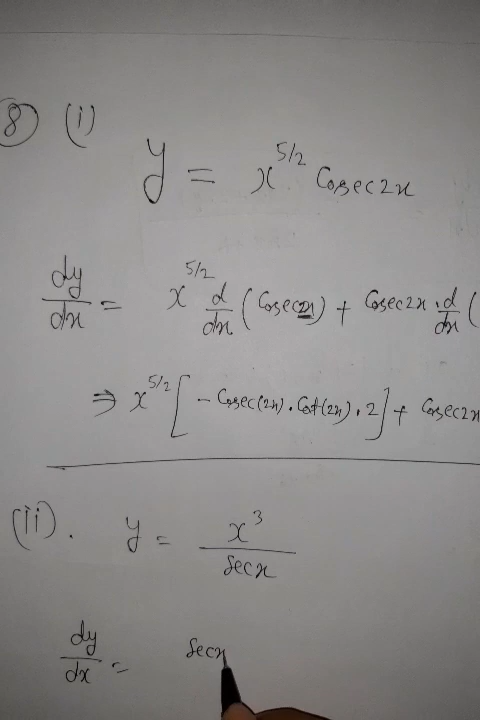 8 (i)
y = x^5/2 Cosec2x
dy/dx = x^5/2 d/dx (Cosec2x) + Cosec2x . d/dx (
⇒ x^5/2 [ - Cosec(2x) . Cot(2x) . 2 ] + Cosec2x
(ii). y = x^3/secx
dy/dx = secx